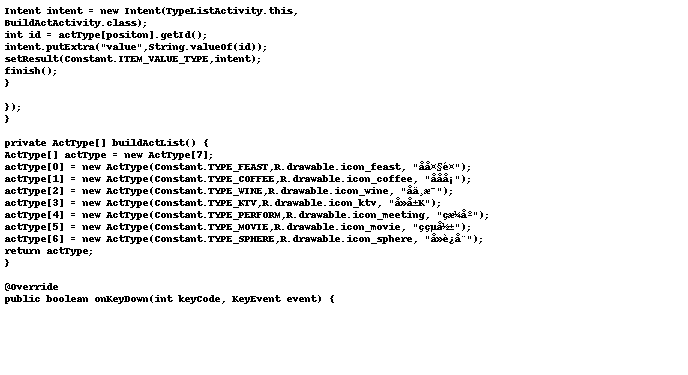 Intent intent = new Intent(TypeListActivity.this,
BuildActActivity.class);
int id = actType[positon].getId();
intent.putExtra("value",String.valueOf(id));
setResult(Constant.ITEM_VALUE_TYPE,intent);
finish();
}
});
}
private ActType[] buildActList() {
ActType[] actType = new ActType[7];
actType[0] = new ActType(Constant.TYPE_FEAST,R.drawable.icon_feast, "åå¤§é¤");
actType[1] = new ActType(Constant.TYPE_COFFEE,R.drawable.icon_coffee, "ååå¡");
actType[2] = new ActType(Constant.TYPE_WINE,R.drawable.icon_wine, "åä¸æ¯");
actType[3] = new ActType(Constant.TYPE_KTV,R.drawable.icon_ktv, "å»å±K");
actType[4] = new ActType(Constant.TYPE_PERFORM,R.drawable.icon_meeting, "çæ¼åº");
actType[5] = new ActType(Constant.TYPE_MOVIE,R.drawable.icon_movie, "ççµå½±");
actType[6] = new ActType(Constant.TYPE_SPHERE,R.drawable.icon_sphere, "å»è¿å¨");
return actType;
}
@Override
public boolean onKeyDown(int keyCode, KeyEvent event) {